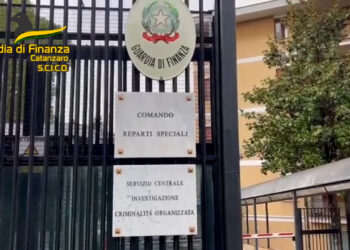 dia di Finanza
Catanzaro
S.C.I.C.O.
GUARDIA DI FINANZA
COMANDO
REPARTI SPECIALI
SERVIZIO CENTRALE
INVESTIGAZIONE
CRIMINALITÀ ORGANIZZATA